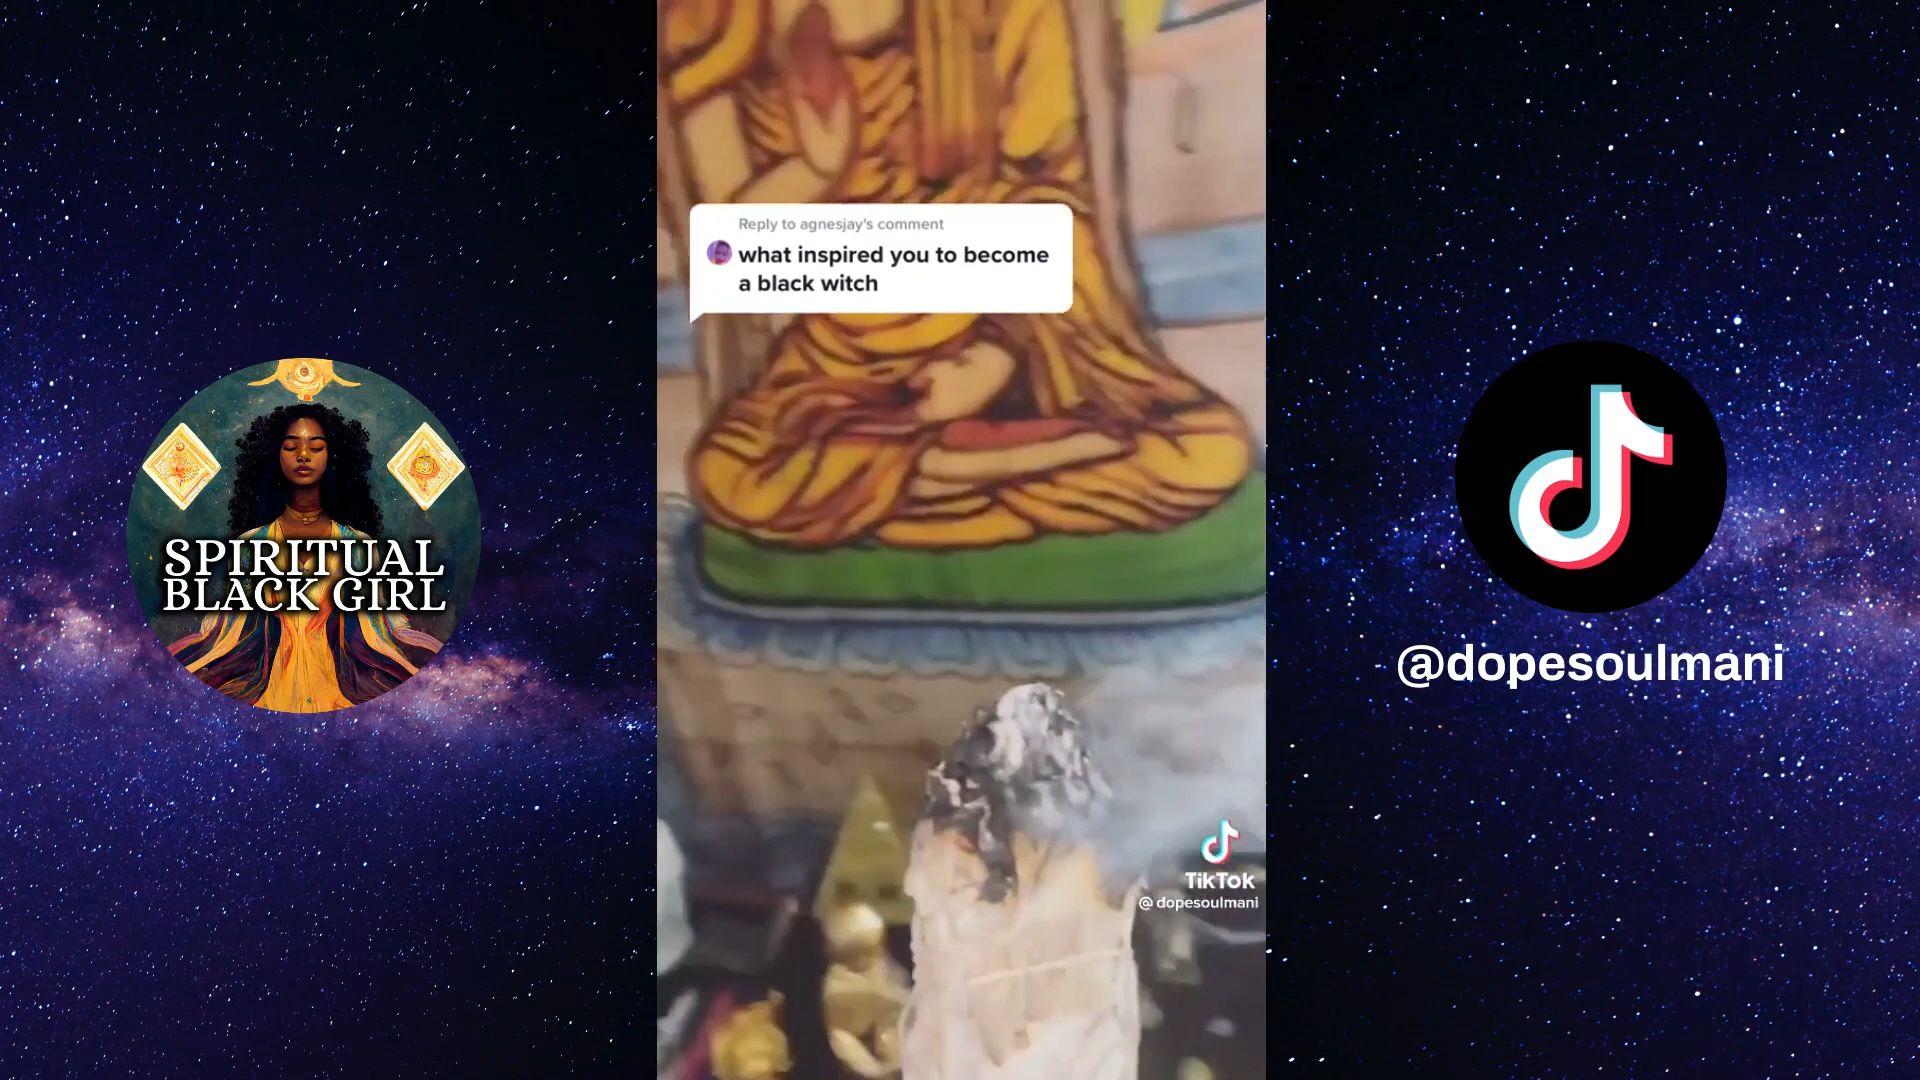 SPIRITUAL
BLACK GIRL
Reply to agnesjay's comment
what inspired you to become
a black witch
TikTok
@dopesoulmani
@dopesoulmani